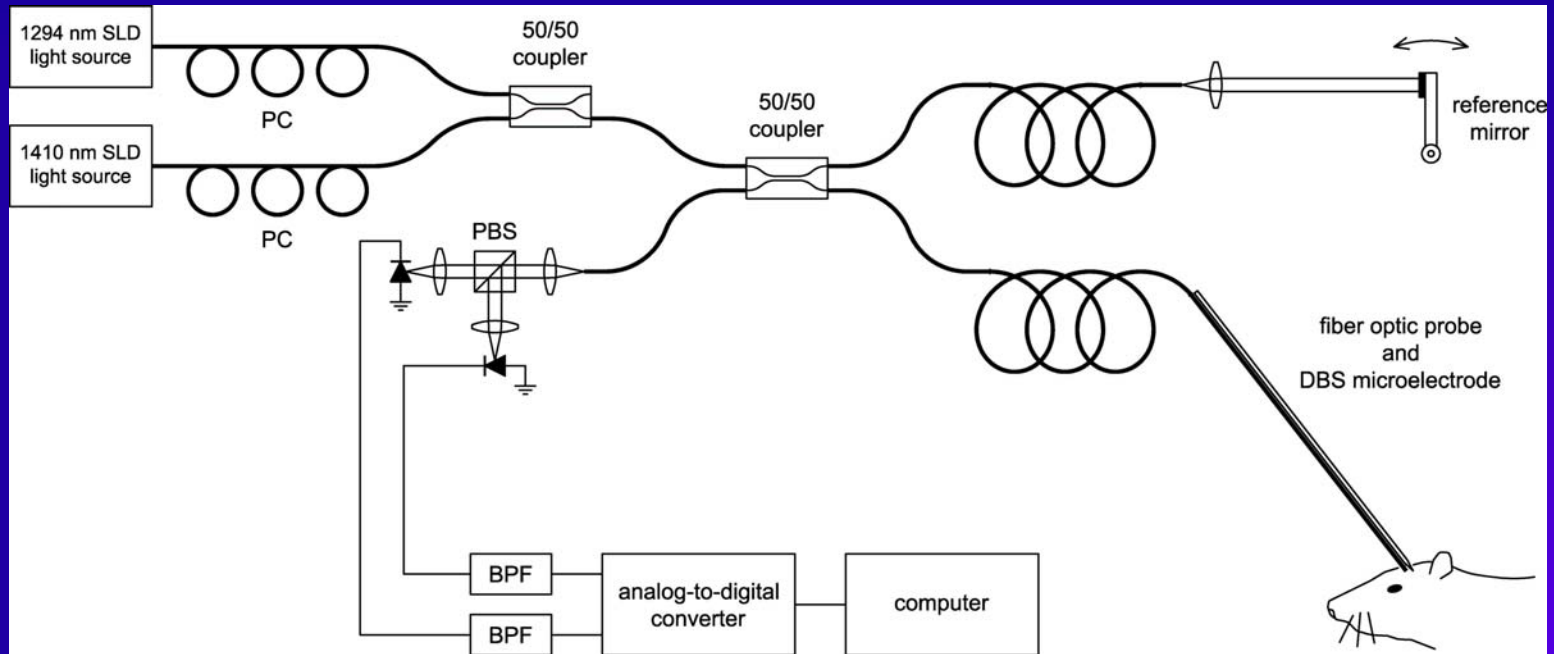 1294 nm SLD
light source
PC
50/50
coupler
1410 nm SLD
light source
PC
50/50
coupler
reference
mirror
PBS
fiber optic probe
and
DBS microelectrode
BPF
BPF
analog-to-digital
converter
computer